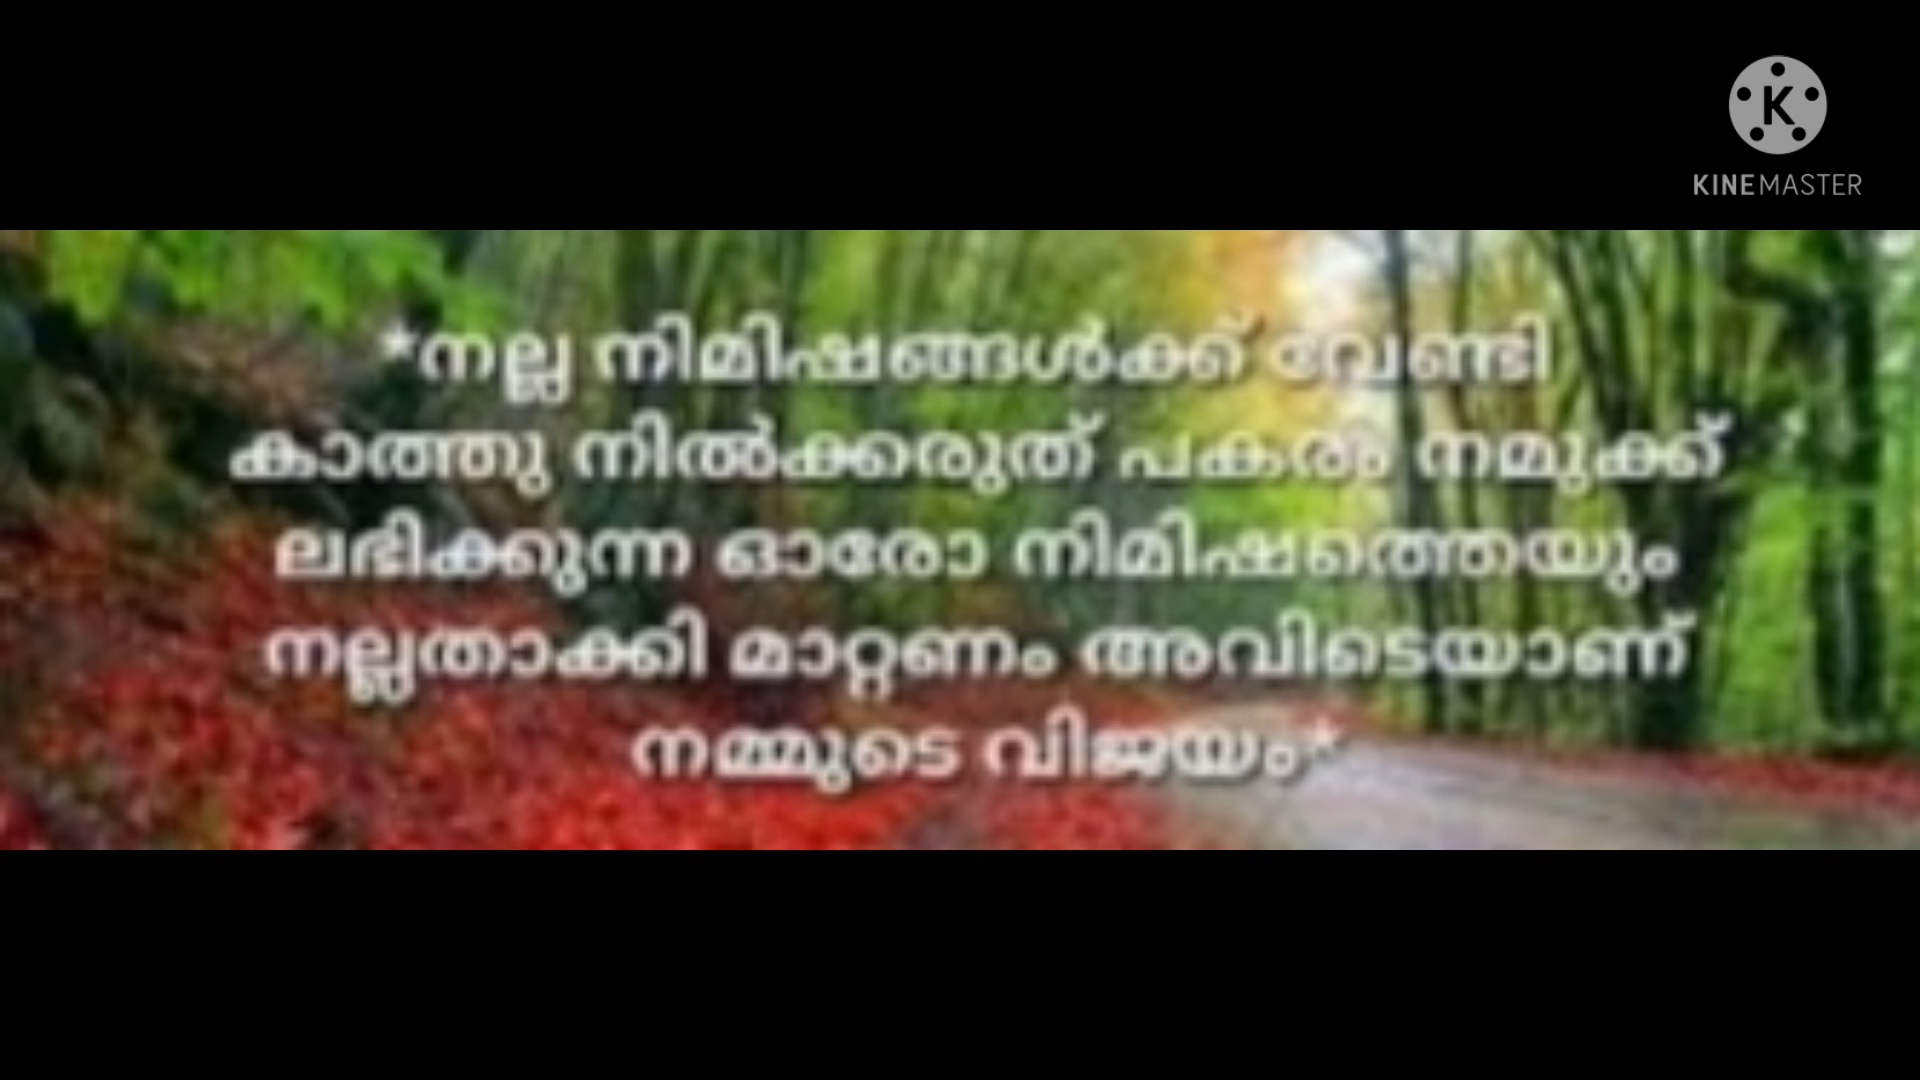 KINEMASTER
*നല്ല നിമിഷങ്ങൾക്ക് വേണ്ടി
കാത്തു നിൽക്കരുത് പകരം നമുക്ക്
ലഭിക്കുന്ന ഓരോ നിമിഷത്തെയും
നല്ലതാക്കി മാറ്റണം അവിടെയാണ്
നമ്മുടെ വിജയം*